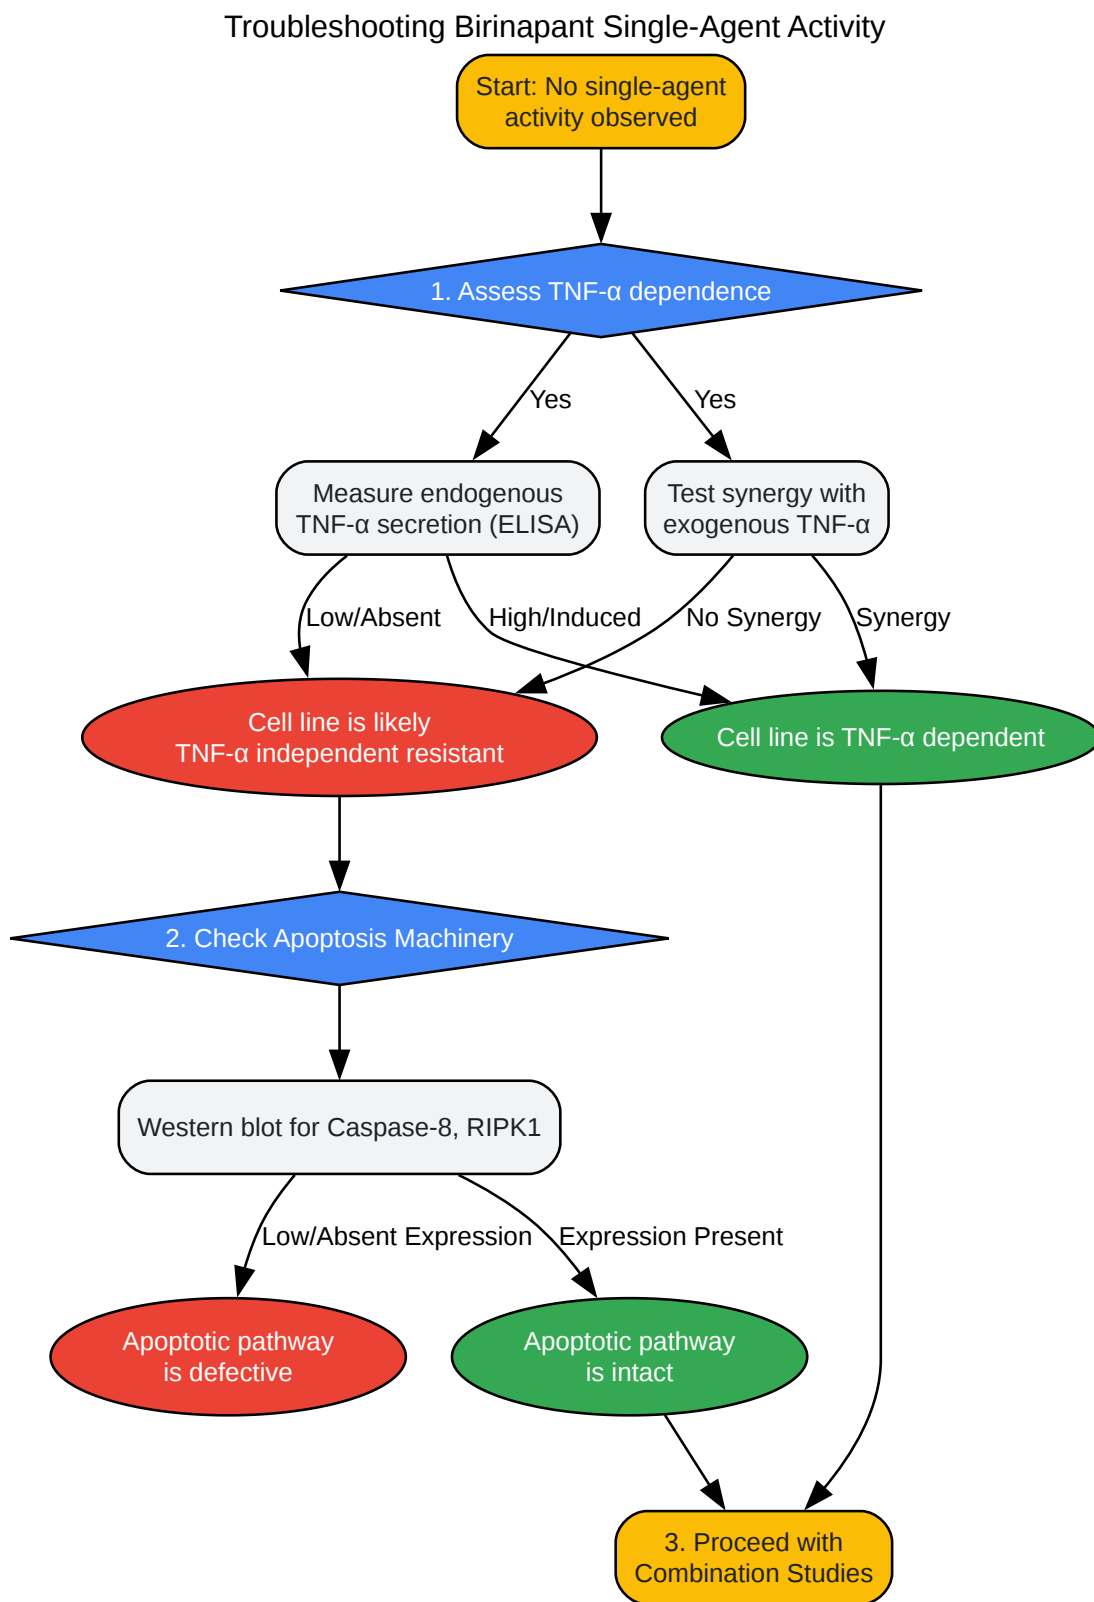 Troubleshooting Birinapant Single-Agent Activity
Start: No single-agent
activity observed
1. Assess TNF-α dependence
Yes
Yes
Measure endogenous
TNF-α secretion (ELISA)
Test synergy with
exogenous TNF-α
Low/Absent
High/Induced
No Synergy
Synergy
Cell line is likely
TNF-α independent resistant
Cell line is TNF-α dependent
2. Check Apoptosis Machinery
Western blot for Caspase-8, RIPK1
Low/Absent Expression
Expression Present
Apoptotic pathway
is defective
Apoptotic pathway
is intact
3. Proceed with
Combination Studies